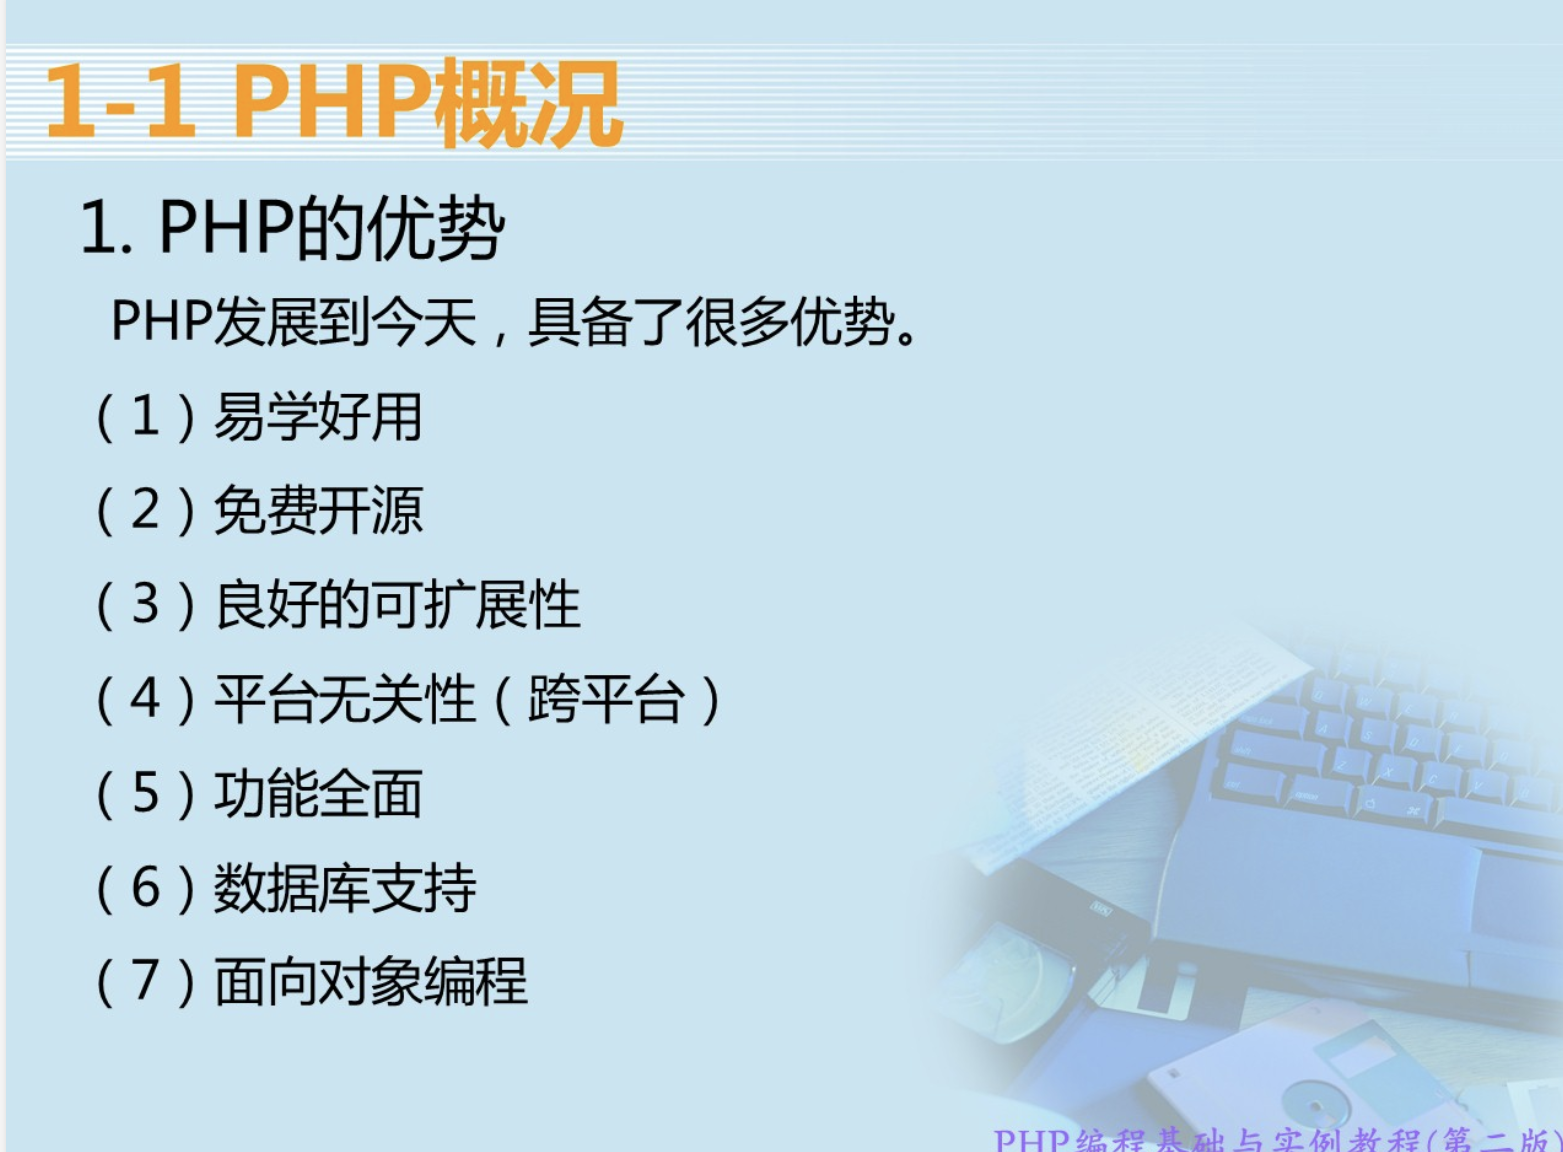 1-1 PHP概况
1. PHP的优势
PHP发展到今天，具备了很多优势。
（1）易学好用
（2）免费开源
（3）良好的可扩展性
（4）平台无关性（跨平台）
（5）功能全面
（6）数据库支持
（7）面向对象编程
PHP编程基础与实例教程(第二版)